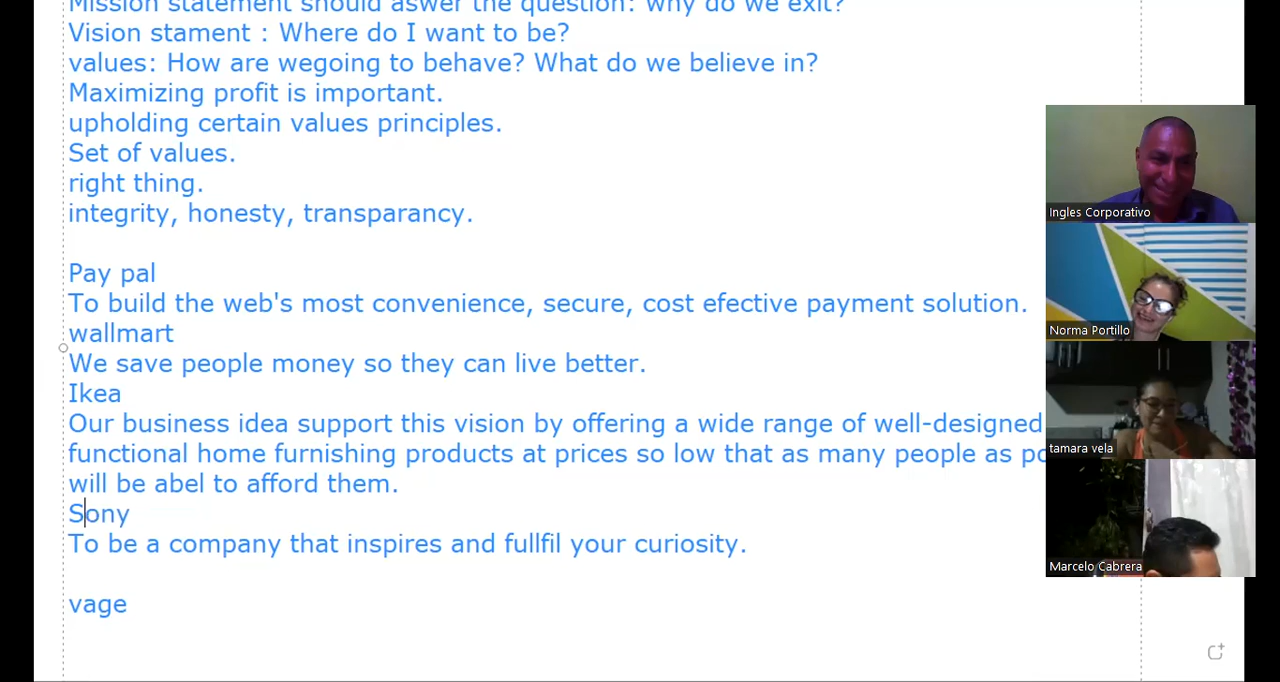 Mission statement should aswer the question: why do we exit?
Vision stament : Where do I want to be?
values: How are wegoing to behave? What do we believe in?
Maximizing profit is important.
upholding certain values principles.
Set of values.
right thing.
integrity, honesty, transparancy.
Pay pal
To build the web's most convenience, secure, cost efective payment solution.
wallmart
We save people money so they can live better.
Ikea
Our business idea support this vision by offering a wide range of well-designed
functional home furnishing products at prices so low that as many people as
will be abel to afford them.
Sony
To be a company that inspires and fullfil your curiosity.
vage
Ingles Corporativo
Norma Portillo
tamara vela
Marcelo Cabrera